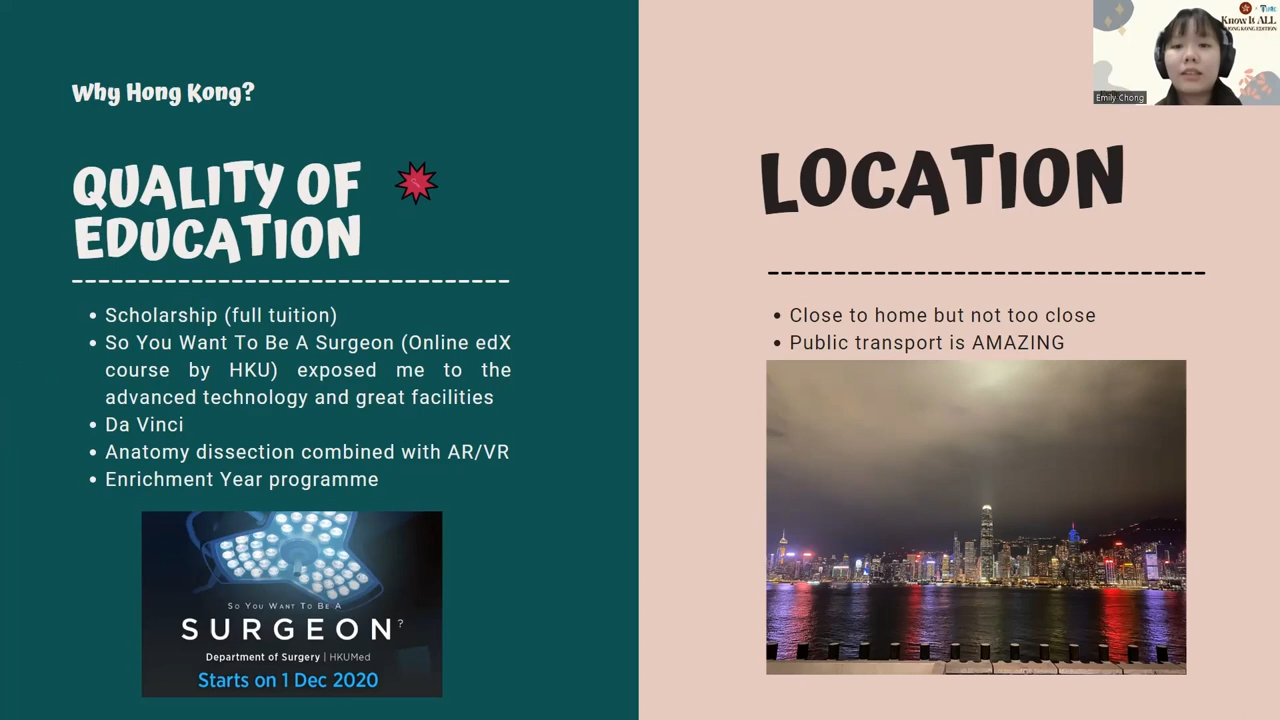 Why Hong Kong?
QUALITY OF
EDUCATION
• Scholarship (full tuition)
• So You Want To Be A Surgeon (Online edX
course by HKU) exposed me to the
advanced technology and great facilities
• Da Vinci
• Anatomy dissection combined with AR/VR
• Enrichment Year programme
SO YOU WANT TO BE A
SURGEON?
Department of Surgery | HKUMed
Starts on 1 Dec 2020
LOCATION
• Close to home but not too close
• Public transport is AMAZING
Know It ALL
HONG KONG EDITION
Emily Chong